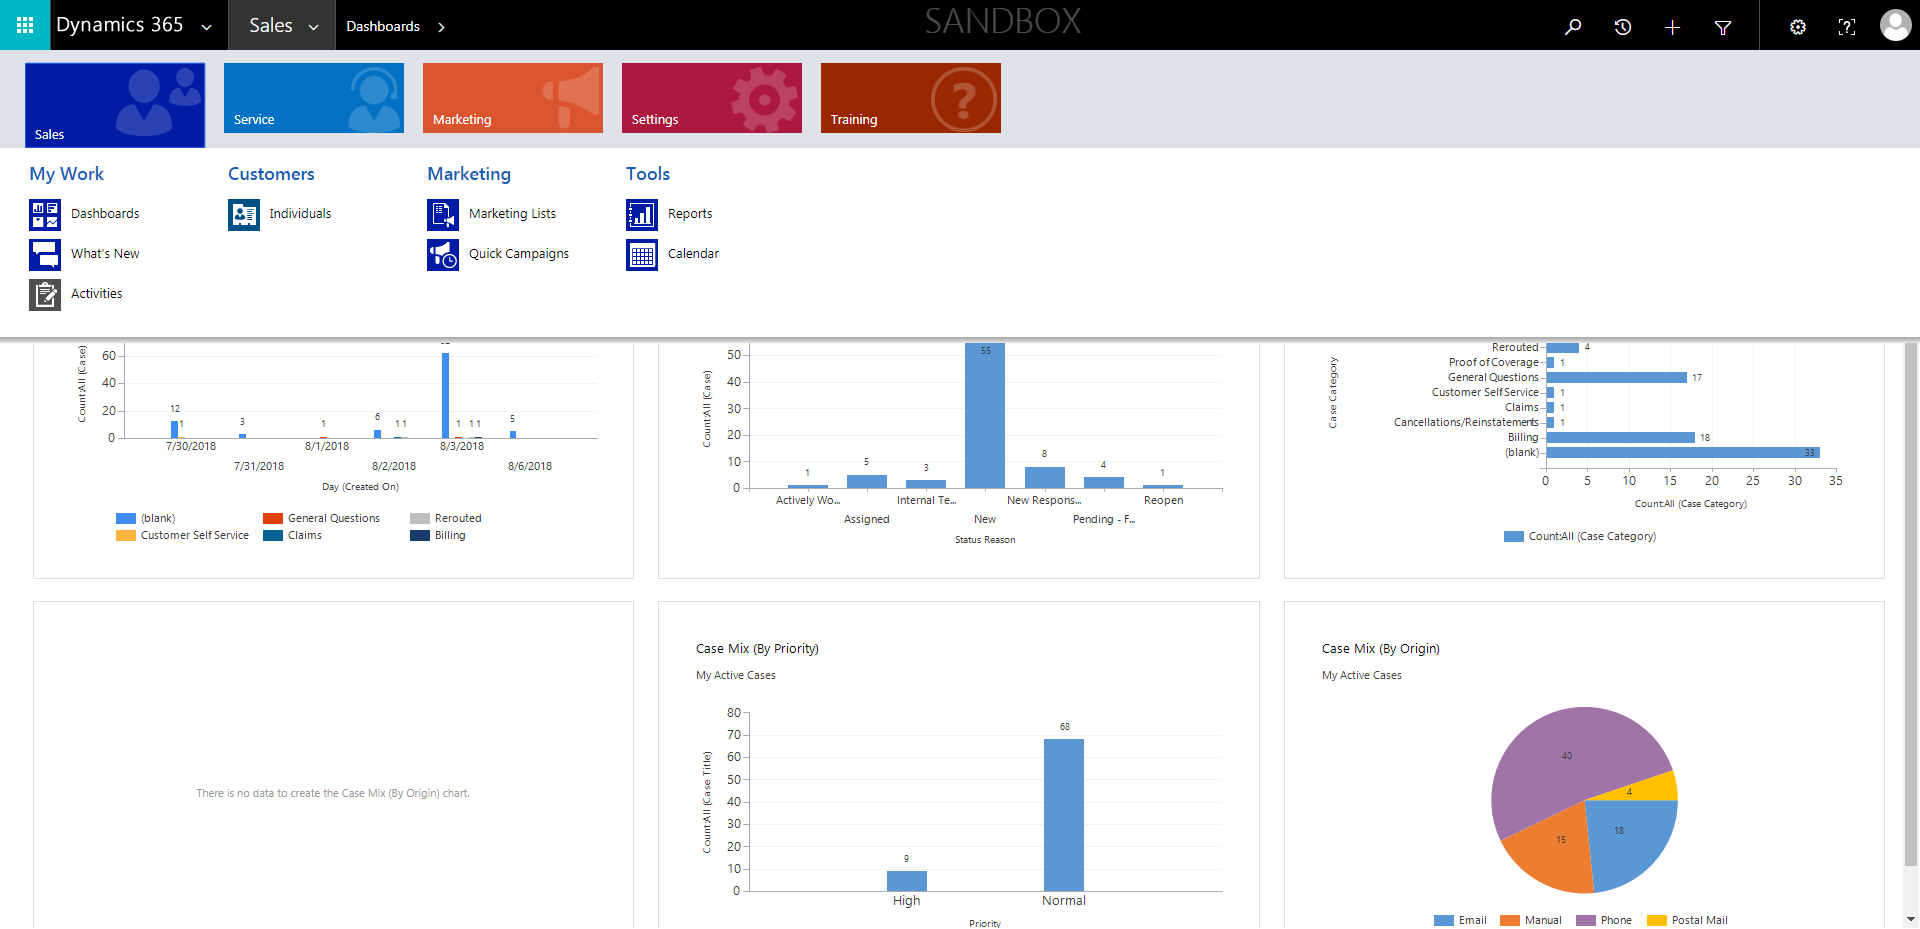 Dynamics 365 Sales Dashboards SANDBOX
Sales Service Marketing Settings Training
My Work Customers Marketing Tools
Dashboards Individuals Marketing Lists Reports
What's New Quick Campaigns Calendar
Activities
Count:All (Case)
60
40
20
0
12
1
3
1
6
1 1
1
1 1
5
7/30/2018 8/1/2018 8/3/2018
7/31/2018 8/2/2018 8/6/2018
Day (Created On)
(blank) General Questions Rerouted
Customer Self Service Claims Billing
Count:All (Case)
50
40
30
20
10
0
1
5
3
55
8
4
1
Actively Wo... Internal Te... New Respons... Reopen
Assigned New Pending - F...
Status Reason
Case Category
Rerouted 4
Proof of Coverage 1
General Questions 17
Customer Self Service 1
Claims 1
Cancellations/Reinstatements 1
Billing 18
(blank) 33
0 5 10 15 20 25 30 35
Count:All (Case Category)
Count:All (Case Category)
There is no data to create the Case Mix (By Origin) chart.
Case Mix (By Priority)
My Active Cases
Count:All (Case Title)
80
70
60
50
40
30
20
10
0
9
68
High Normal
Priority
Case Mix (By Origin)
My Active Cases
40
4
18
15
Email Manual Phone Postal Mail